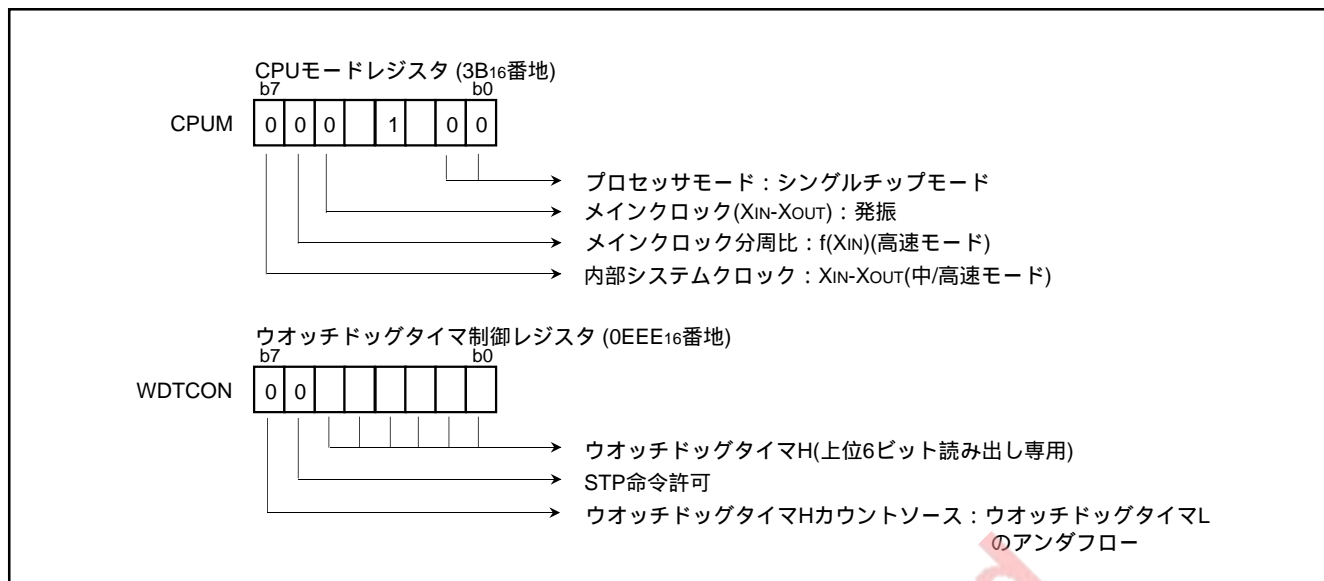 CPUモードレジスタ (3B16番地)
b7 b0
CPUM 0 0 0 1 0 0
プロセッサモード：シングルチップモード
メインクロック(XIN-XOUT)：発振
メインクロック分周比：f(XIN)(高速モード)
内部システムクロック：XIN-XOUT(中/高速モード)
ウオッチドッグタイマ制御レジスタ (0EEE16番地)
b7 b0
WDTCON 0 0
ウオッチドッグタイマH(上位6ビット読み出し専用)
STP命令許可
ウオッチドッグタイマHカウントソース：ウオッチドッグタイマL
のアンダフロー